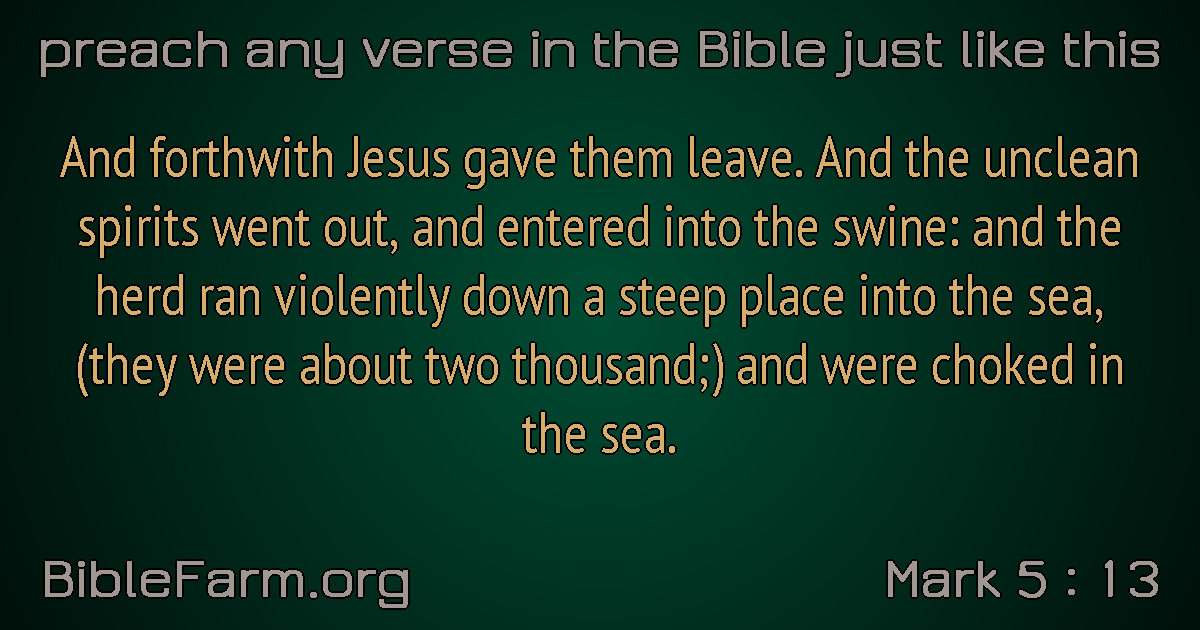 preach any verse in the Bible just like this
And forthwith Jesus gave them leave. And the unclean
spirits went out, and entered into the swine: and the
herd ran violently down a steep place into the sea,
(they were about two thousand;) and were choked in
the sea.
BibleFarm.org
Mark 5 : 13